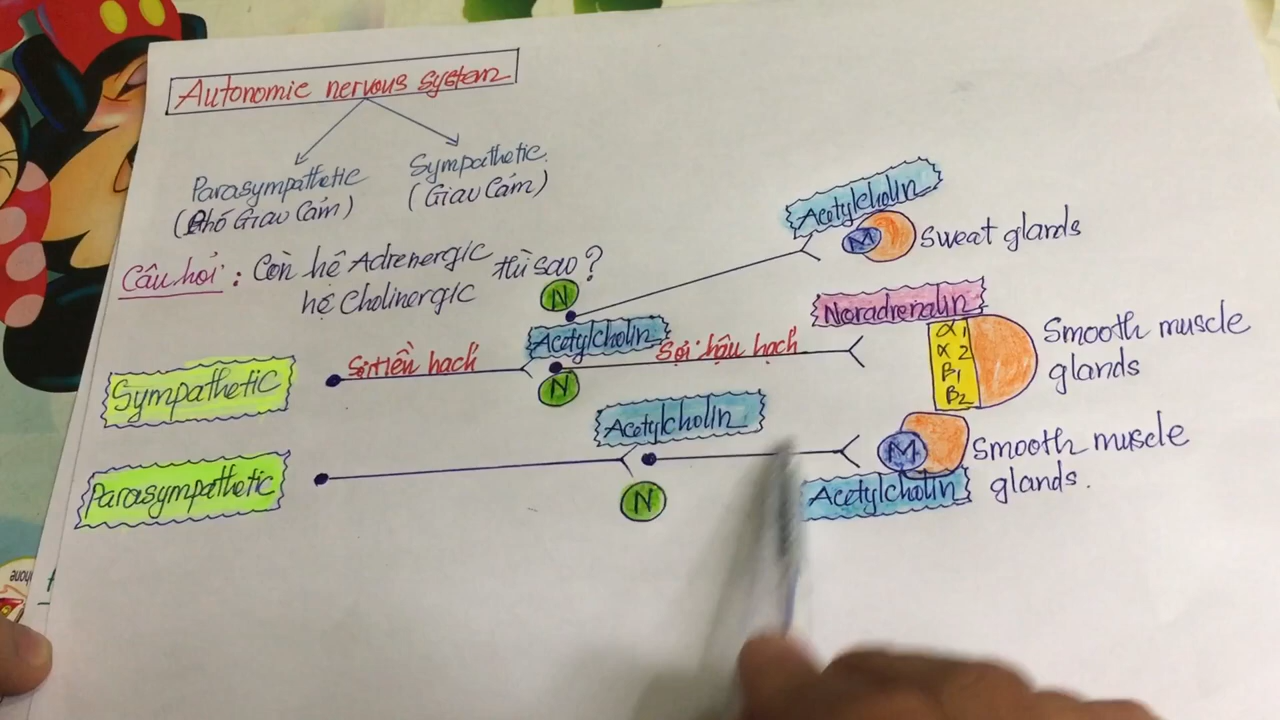 Autonomic nervous system
Parasympathetic
(Phó Giao Cảm)
Sympathetic
(Giao Cảm)
Câu hỏi : Còn hệ Adrenergic thì sao?
hệ Cholinergic
Acetylcholin
M
Sweat glands
N
Sympathetic
Sợi tiền hạch
Acetylcholin
N
Sợi hậu hạch
Noradrenalin
α1
α2
β1
β2
Smooth muscle
glands
Parasympathetic
Acetylcholin
N
M
Acetylcholin
Smooth muscle
glands.